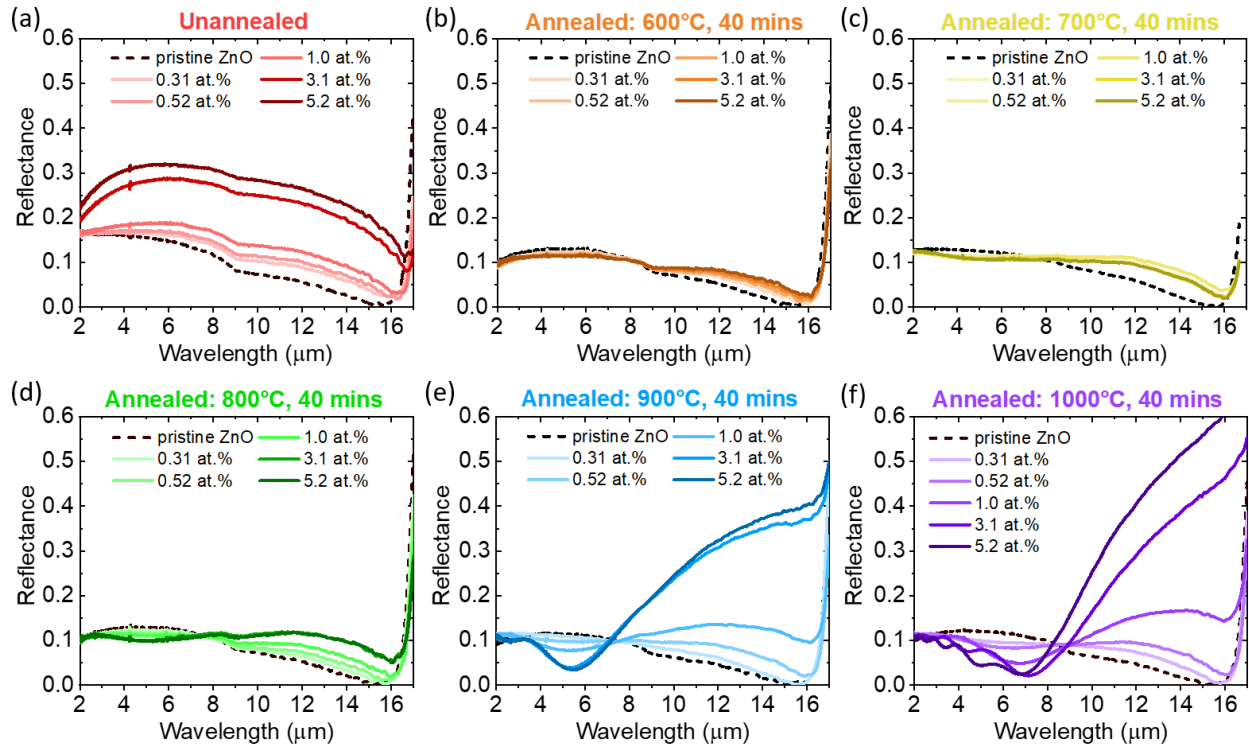 (a)
Unannealed
0.6
0.5
0.4
0.3
0.2
0.1
0.0
Reflectance
pristine ZnO
0.31 at.%
0.52 at.%
1.0 at.%
3.1 at.%
5.2 at.%
2 4 6 8 10 12 14 16
Wavelength (μm)
(b)
Annealed: 600°C, 40 mins
0.6
0.5
0.4
0.3
0.2
0.1
0.0
Reflectance
pristine ZnO
0.31 at.%
0.52 at.%
1.0 at.%
3.1 at.%
5.2 at.%
2 4 6 8 10 12 14 16
Wavelength (μm)
(c)
Annealed: 700°C, 40 mins
0.6
0.5
0.4
0.3
0.2
0.1
0.0
Reflectance
pristine ZnO
0.31 at.%
0.52 at.%
1.0 at.%
3.1 at.%
5.2 at.%
2 4 6 8 10 12 14 16
Wavelength (μm)
(d)
Annealed: 800°C, 40 mins
0.6
0.5
0.4
0.3
0.2
0.1
0.0
Reflectance
pristine ZnO
0.31 at.%
0.52 at.%
1.0 at.%
3.1 at.%
5.2 at.%
2 4 6 8 10 12 14 16
Wavelength (μm)
(e)
Annealed: 900°C, 40 mins
0.6
0.5
0.4
0.3
0.2
0.1
0.0
Reflectance
pristine ZnO
0.31 at.%
0.52 at.%
1.0 at.%
3.1 at.%
5.2 at.%
2 4 6 8 10 12 14 16
Wavelength (μm)
(f)
Annealed: 1000°C, 40 mins
0.6
0.5
0.4
0.3
0.2
0.1
0.0
Reflectance
pristine ZnO
0.31 at.%
0.52 at.%
1.0 at.%
3.1 at.%
5.2 at.%
2 4 6 8 10 12 14 16
Wavelength (μm)